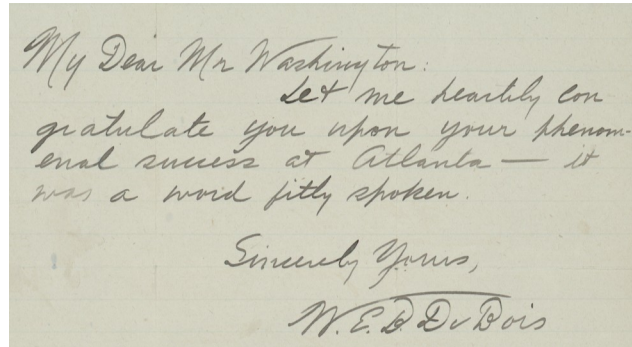 My Dear Mr Washington:
Let me heartily con
gratulate you upon your phenom-
enal success at Atlanta — it
was a word fitly spoken.
Sincerely Yours,
W. E. B. Du Bois